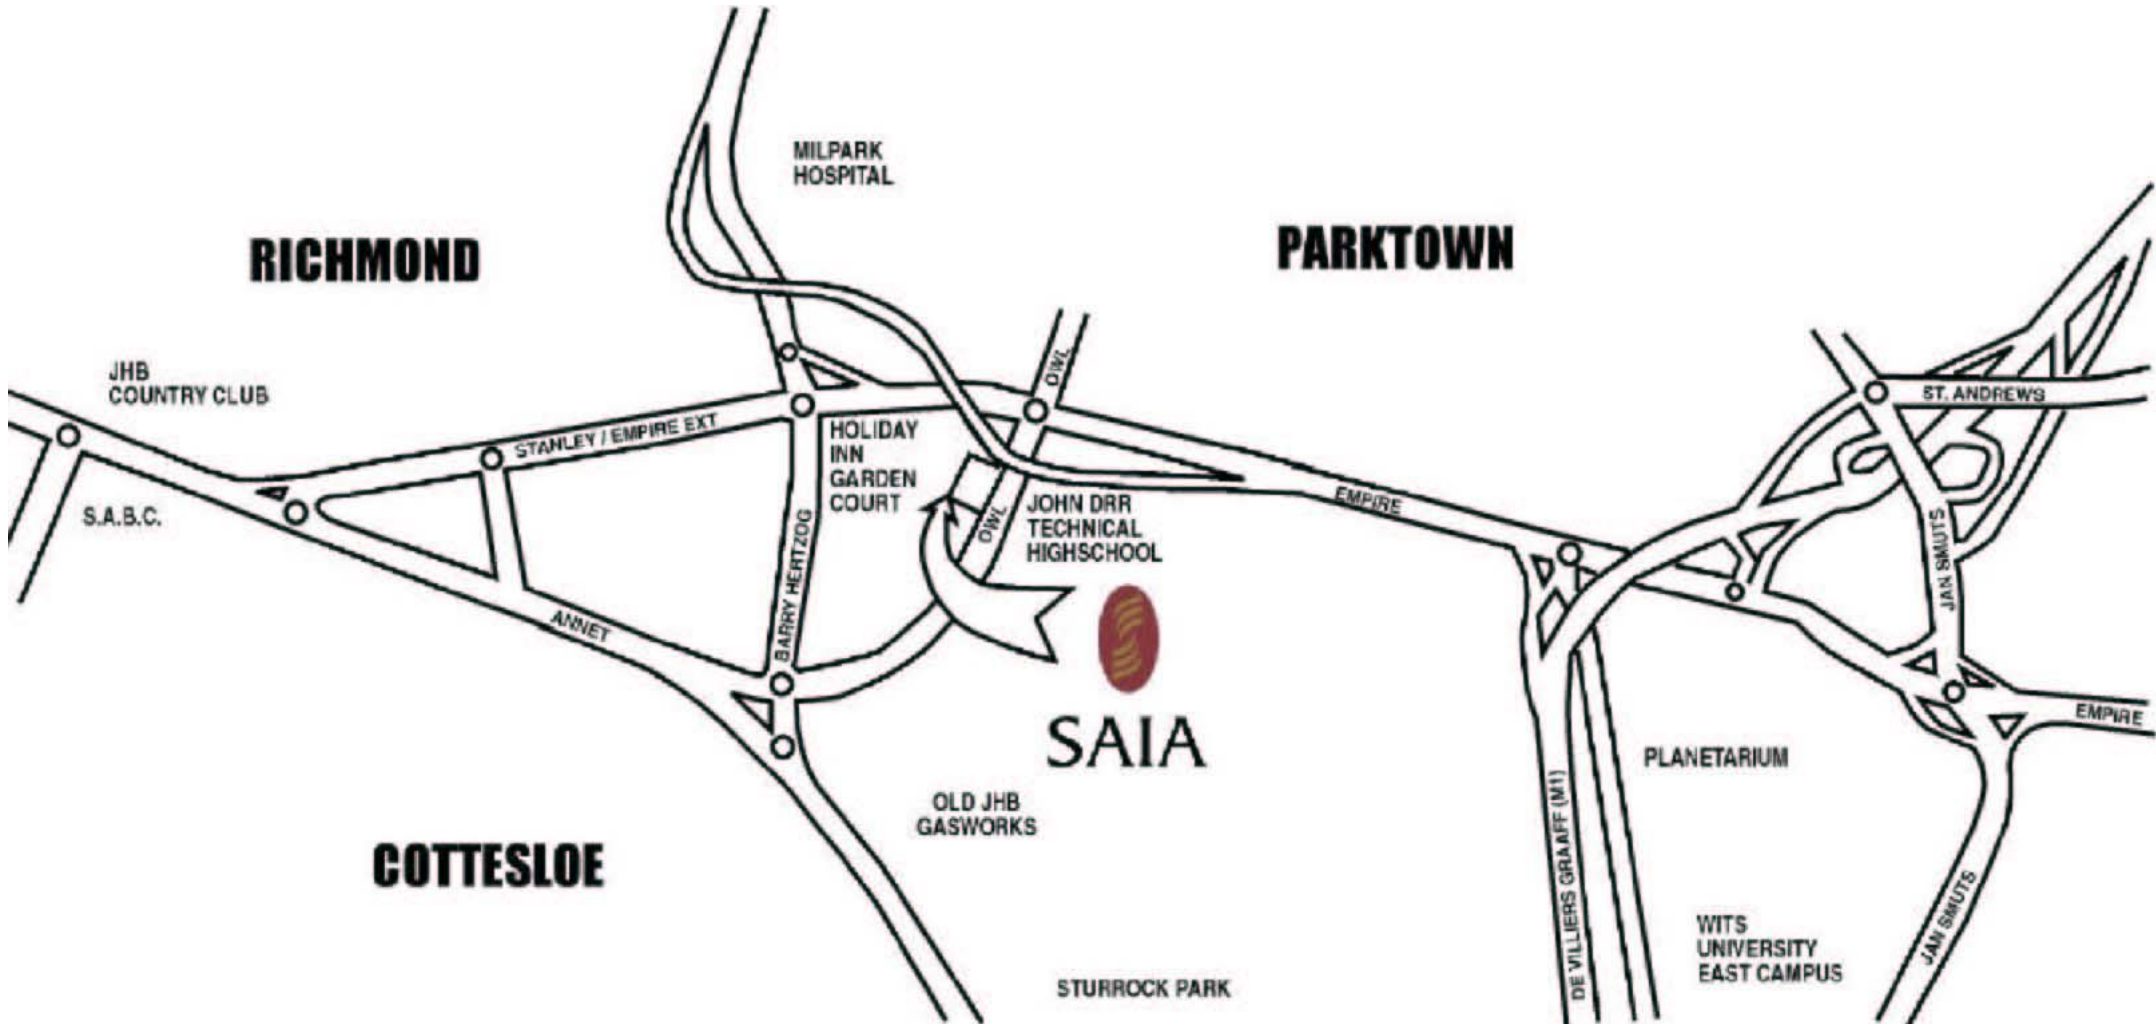 MILPARK
HOSPITAL
RICHMOND
PARKTOWN
JHB
COUNTRY CLUB
OWL
ST. ANDREWS
STANLEY / EMPIRE EXT
HOLIDAY
INN
GARDEN
COURT
S.A.B.C.
EMPIRE
JOHN DRR
TECHNICAL
HIGHSCHOOL
OWL
JAN SMUTS
BARRY HERTZOG
ANNET
SAIA
EMPIRE
PLANETARIUM
OLD JHB
GASWORKS
DE VILLIERS GRAAFF (M1)
COTTESLOE
JAN SMUTS
WITS
UNIVERSITY
EAST CAMPUS
STURROCK PARK